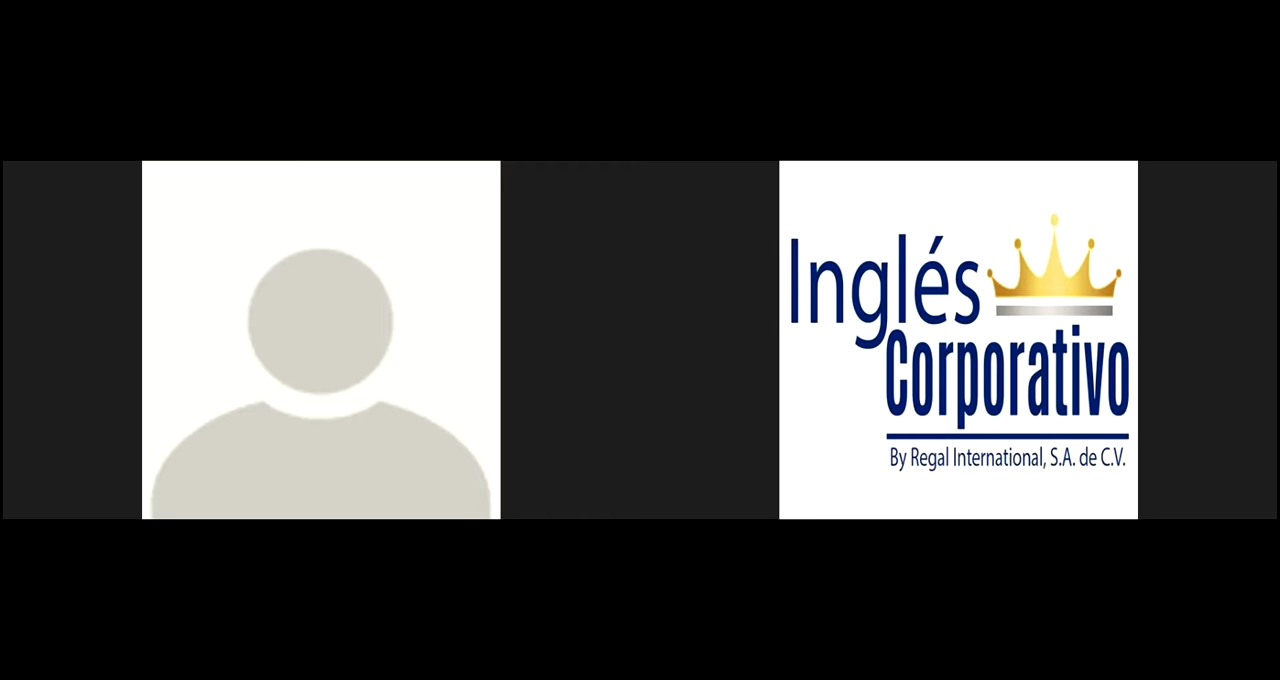 Inglés
Corporativo
By Regal International, S.A. de C.V.